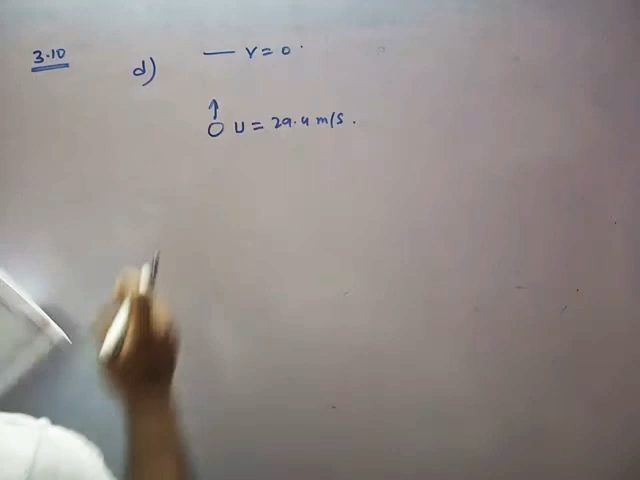 3.10
d)
V = 0.
U = 29.4 m/s.